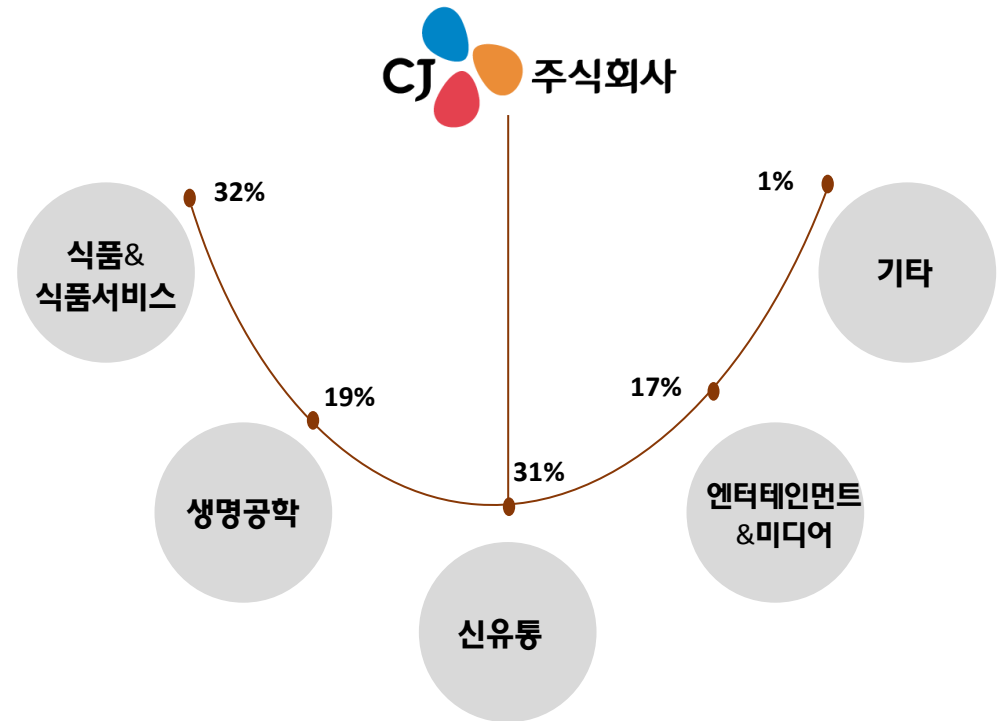 CJ 주식회사
32%
1%
식품&
식품서비스
기타
19%
17%
생명공학
31%
엔터테인먼트
&미디어
신유통